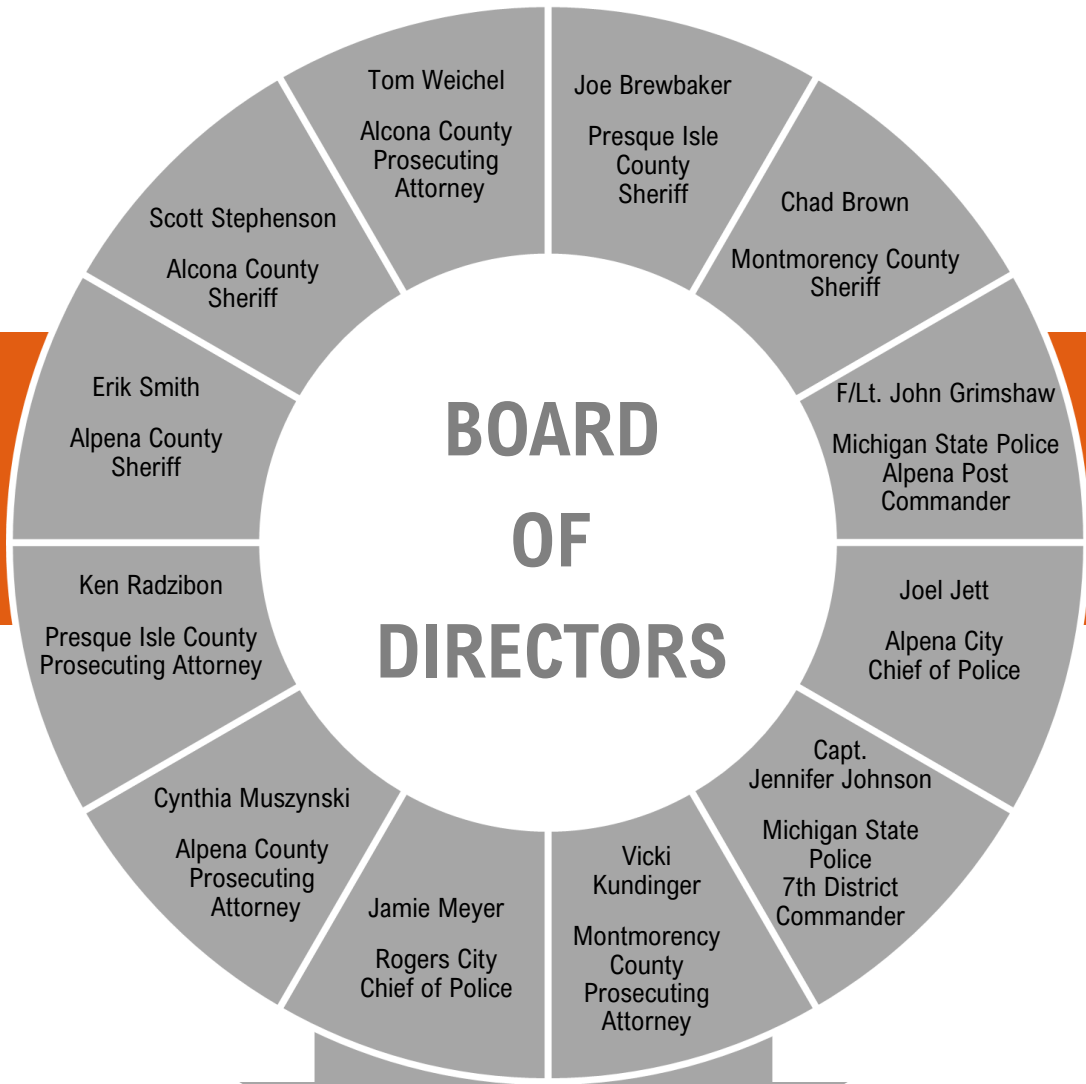 Tom Weichel
Alcona County
Prosecuting
Attorney
Joe Brewbaker
Presque Isle
County
Sheriff
Chad Brown
Montmorency County
Sheriff
F/Lt. John Grimshaw
Michigan State Police
Alpena Post
Commander
Joel Jett
Alpena City
Chief of Police
Capt.
Jennifer Johnson
Michigan State
Police
7th District
Commander
Vicki
Kundinger
Montmorency
County
Prosecuting
Attorney
Jamie Meyer
Rogers City
Chief of Police
Cynthia Muszynski
Alpena County
Prosecuting
Attorney
Ken Radzibon
Presque Isle County
Prosecuting Attorney
Erik Smith
Alpena County
Sheriff
Scott Stephenson
Alcona County
Sheriff
BOARD
OF
DIRECTORS